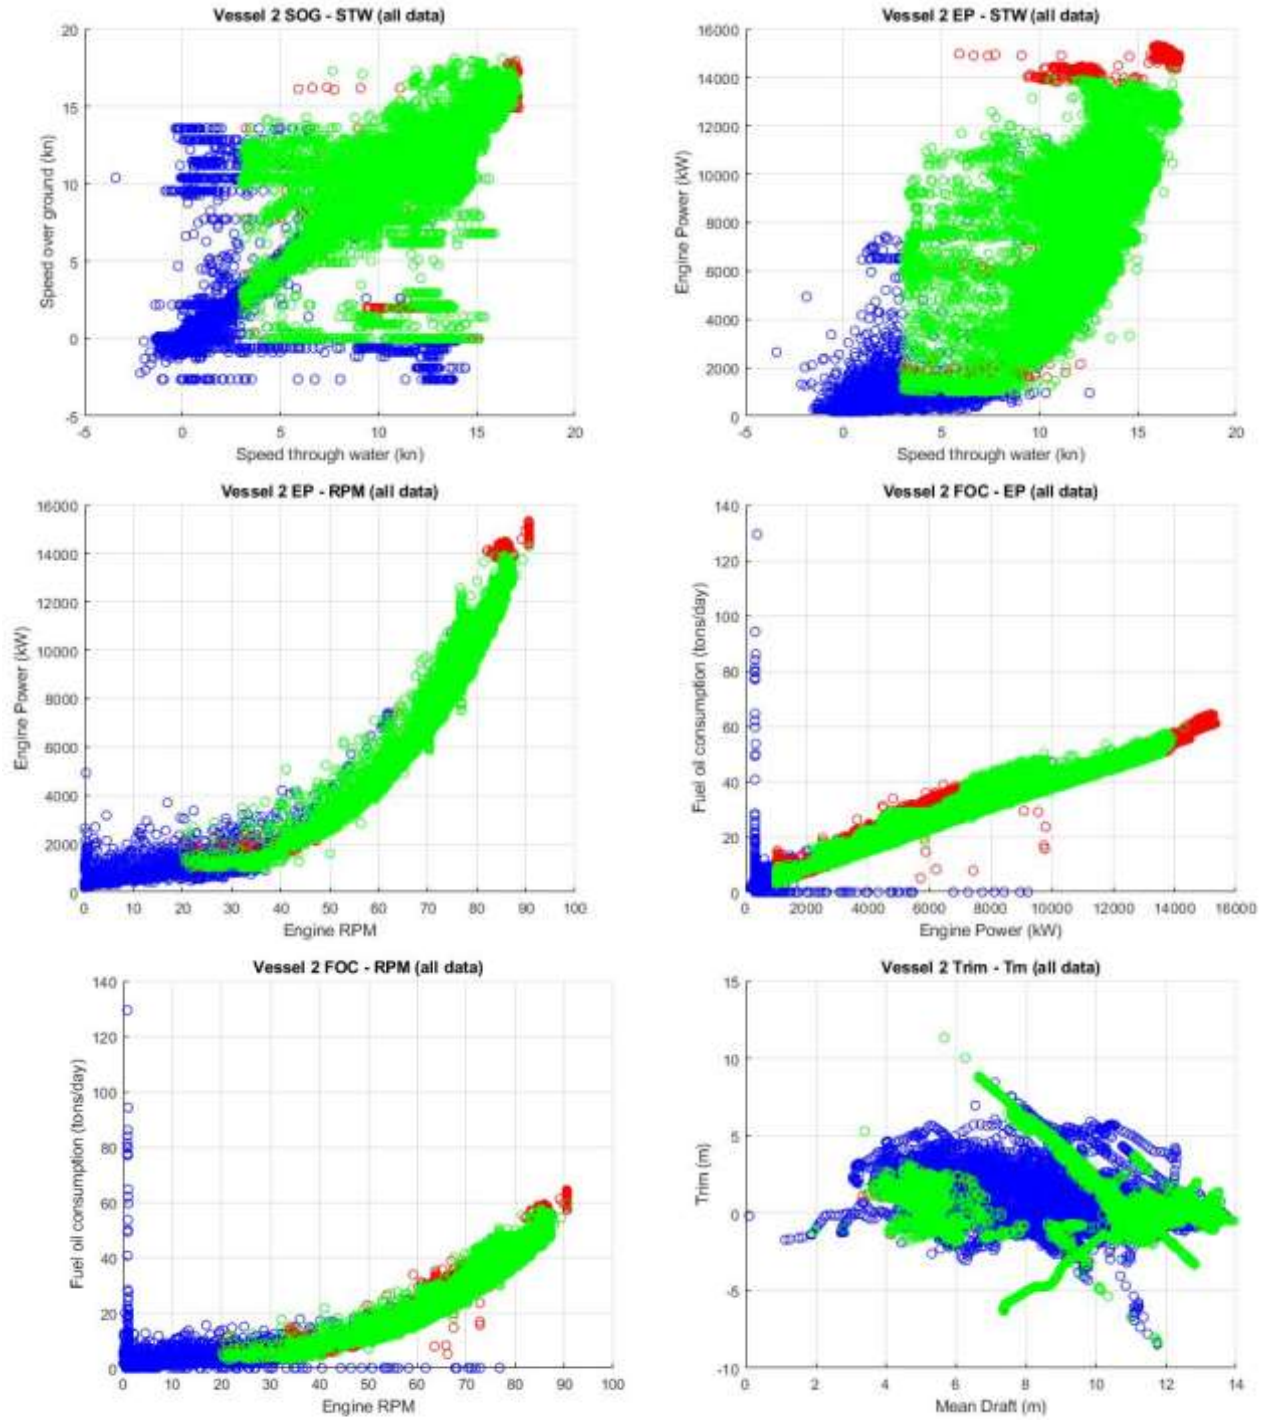 Vessel 2 SOG - STW (all data)
20
15
10
5
0
-5
-5 0 5 10 15 20
Speed over ground (kn)
Speed through water (kn)
Vessel 2 EP - STW (all data)
16000
14000
12000
10000
8000
6000
4000
2000
0
-5 0 5 10 15 20
Engine Power (kW)
Speed through water (kn)
Vessel 2 EP - RPM (all data)
16000
14000
12000
10000
8000
6000
4000
2000
0
0 10 20 30 40 50 60 70 80 90 100
Engine Power (kW)
Engine RPM
Vessel 2 FOC - EP (all data)
140
120
100
80
60
40
20
0
0 2000 4000 6000 8000 10000 12000 14000 16000
Fuel oil consumption (tons/day)
Engine Power (kW)
Vessel 2 FOC - RPM (all data)
140
120
100
80
60
40
20
0
0 10 20 30 40 50 60 70 80 90 100
Fuel oil consumption (tons/day)
Engine RPM
Vessel 2 Trim - Tm (all data)
15
10
5
0
-5
-10
0 2 4 6 8 10 12 14
Trim (m)
Mean Draft (m)